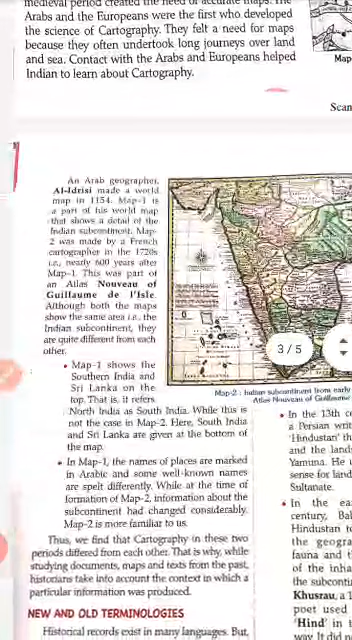 medieval period created the need of accurate maps. The
Arabs and the Europeans were the first who developed
the science of Cartography. They felt a need for maps
because they often undertook long journeys over land
and sea. Contact with the Arabs and Europeans helped
Indian to learn about Cartography.
Map
Scan
An Arab geographer,
Al-Idrisi made a world
map in 1154. Map-1 is
a part of his world map
that shows a detail of the
Indian subcontinent. Map-
2 was made by a French
cartographer in the 1720s
i.e., nearly 600 years after
Map-1. This was part of
an Atlas Nouveau of
Guillaume de l'Isle.
Although both the maps
show the same area i.e. the
Indian subcontinent, they
are quite different from each
other.
• Map-1 shows the
Southern India and
Sri Lanka on the
top. That is, it refers
North India as South India. While this is
not the case in Map-2. Here, South India
and Sri Lanka are given at the bottom of
the map.
• In Map-1, the names of places are marked
in Arabic and some well-known names
are spelt differently. While at the time of
formation of Map-2, information about the
subcontinent had changed considerably.
Map-2 is more familiar to us.
Thus, we find that Cartography in these two
periods differed from each other. That is why, while
studying documents, maps and texts from the past,
historians take into account the context in which a
particular information was produced.
NEW AND OLD TERMINOLOGIES
Historical records exist in many languages. But,
3 / 5
Map-2 : Indian subcontinent from early
Atlas Nouveau of Guillaume
• In the 13th c
a Persian writ
'Hindustan' th
and the land
Yamuna. He
sense for land
Sultanate.
• In the ea
century, Ba
Hindustan to
the geogra
fauna and t
of the inha
the subconti
Khusrau, a
poet used
'Hind' in
way It did